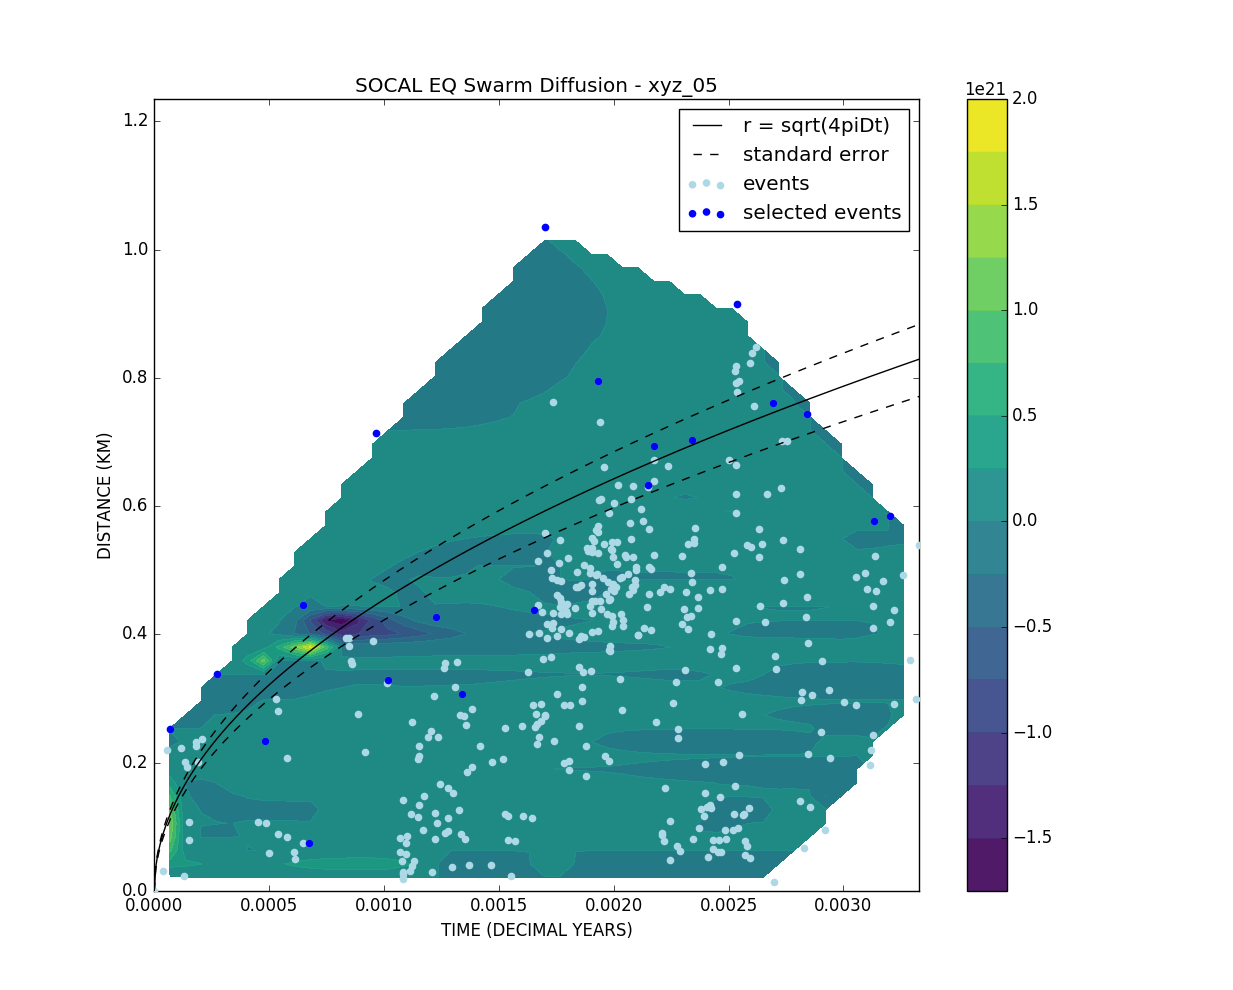 SOCAL EQ Swarm Diffusion - xyz_05
1e21
r = sqrt(4piDt)
standard error
events
selected events
1.2
1.0
0.8
0.6
0.4
0.2
0.0
DISTANCE (KM)
0.0000 0.0005 0.0010 0.0015 0.0020 0.0025 0.0030
TIME (DECIMAL YEARS)
2.0
1.5
1.0
0.5
0.0
−0.5
−1.0
−1.5